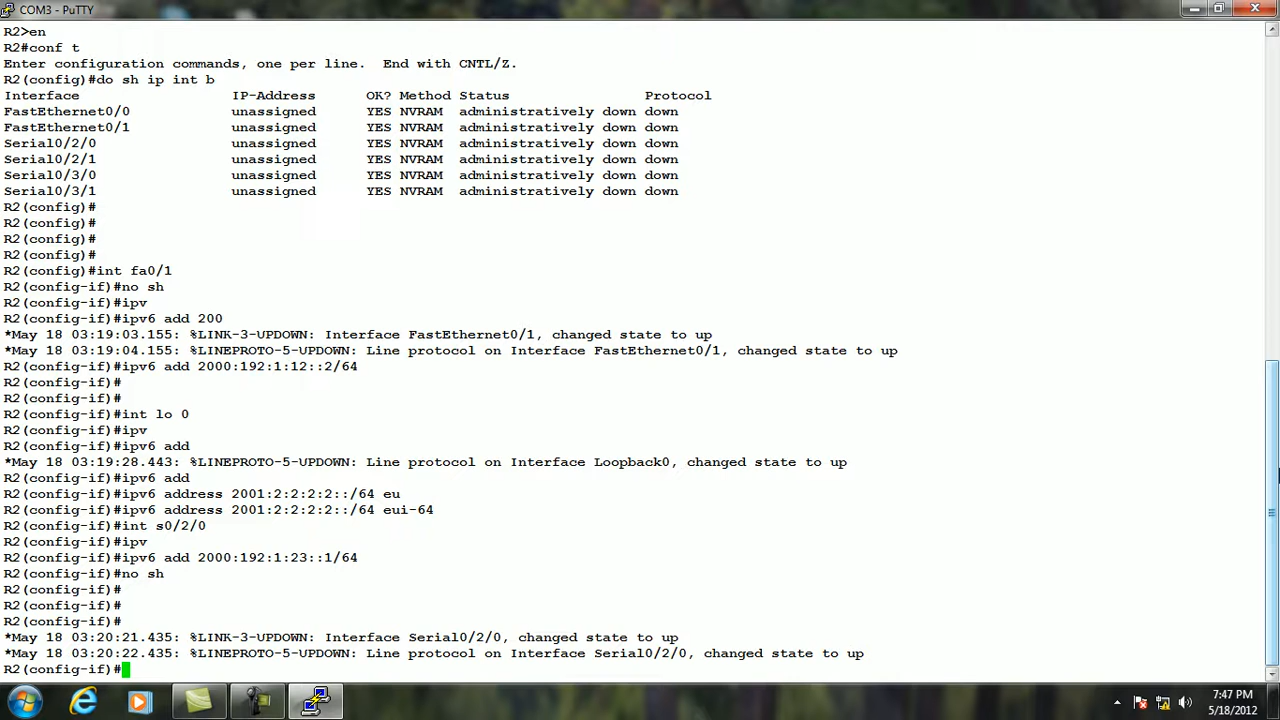 COM3 - PuTTY
R2>en
R2#conf t
Enter configuration commands, one per line.  End with CNTL/Z.
R2(config)#do sh ip int b
Interface                  IP-Address      OK? Method Status                Protocol
FastEthernet0/0            unassigned      YES NVRAM  administratively down down
FastEthernet0/1            unassigned      YES NVRAM  administratively down down
Serial0/2/0                unassigned      YES NVRAM  administratively down down
Serial0/2/1                unassigned      YES NVRAM  administratively down down
Serial0/3/0                unassigned      YES NVRAM  administratively down down
Serial0/3/1                unassigned      YES NVRAM  administratively down down
R2(config)#
R2(config)#
R2(config)#
R2(config)#
R2(config)#int fa0/1
R2(config-if)#no sh
R2(config-if)#ipv
R2(config-if)#ipv6 add 200
*May 18 03:19:03.155: %LINK-3-UPDOWN: Interface FastEthernet0/1, changed state to up
*May 18 03:19:04.155: %LINEPROTO-5-UPDOWN: Line protocol on Interface FastEthernet0/1, changed state to up
R2(config-if)#ipv6 add 2000:192:1:12::2/64
R2(config-if)#
R2(config-if)#
R2(config-if)#int lo 0
R2(config-if)#ipv
R2(config-if)#ipv6 add
*May 18 03:19:28.443: %LINEPROTO-5-UPDOWN: Line protocol on Interface Loopback0, changed state to up
R2(config-if)#ipv6 add
R2(config-if)#ipv6 address 2001:2:2:2:2::/64 eu
R2(config-if)#ipv6 address 2001:2:2:2:2::/64 eui-64
R2(config-if)#int s0/2/0
R2(config-if)#ipv
R2(config-if)#ipv6 add 2000:192:1:23::1/64
R2(config-if)#no sh
R2(config-if)#
R2(config-if)#
R2(config-if)#
*May 18 03:20:21.435: %LINK-3-UPDOWN: Interface Serial0/2/0, changed state to up
*May 18 03:20:22.435: %LINEPROTO-5-UPDOWN: Line protocol on Interface Serial0/2/0, changed state to up
R2(config-if)#
7:47 PM
5/18/2012